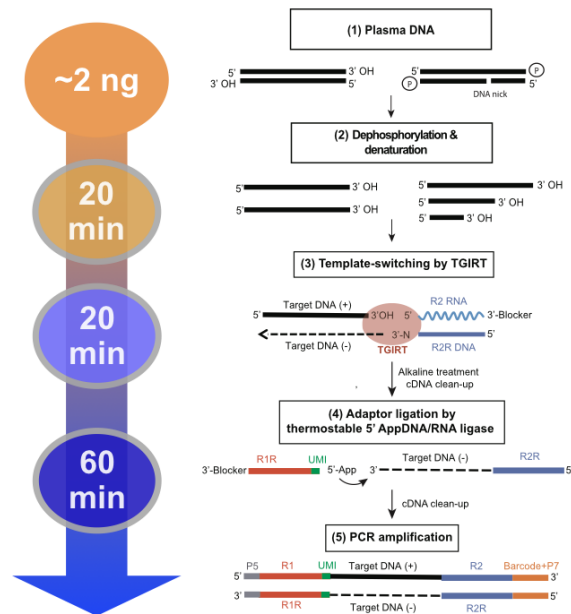 ~2 ng
20
min
20
min
60
min
(1) Plasma DNA
5' 3' OH
3' OH 5'
P
P
DNA nick
(2) Dephosphorylation &
denaturation
5' 3' OH
5' 3' OH
5' 3' OH
5' 3' OH
5' 3' OH
(3) Template-switching by TGIRT
5' Target DNA (+) 3'OH 5' R2 RNA 3'-Blocker
Target DNA (-) 3'-N R2R DNA 5'
TGIRT
Alkaline treatment
cDNA clean-up
(4) Adaptor ligation by
thermostable 5' AppDNA/RNA ligase
3'-Blocker R1R UMI 5'-App 3' Target DNA (-) R2R 5'
cDNA clean-up
(5) PCR amplification
P5 R1 UMI Target DNA (+) R2 Barcode+P7
5' 3'
3' 5'
R1R Target DNA (-) R2R